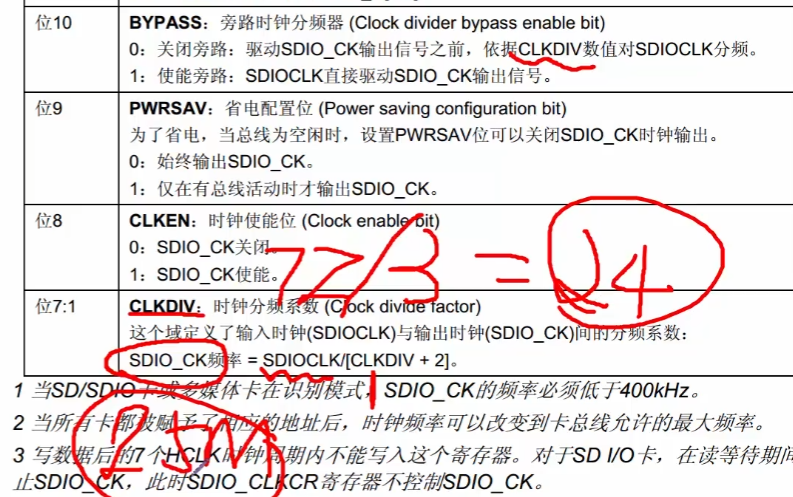 位10 BYPASS：旁路时钟分频器 (Clock divider bypass enable bit)
0：关闭旁路：驱动SDIO_CK输出信号之前，依据CLKDIV数值对SDIOCLK分频。
1：使能旁路：SDIOCLK直接驱动SDIO_CK输出信号。
位9 PWRSAV：省电配置位 (Power saving configuration bit)
为了省电，当总线为空闲时，设置PWRSAV位可以关闭SDIO_CK时钟输出。
0：始终输出SDIO_CK。
1：仅在有总线活动时才输出SDIO_CK。
位8 CLKEN：时钟使能位 (Clock enable bit)
0：SDIO_CK关闭。
1：SDIO_CK使能。
72/3 = 24
位7:1 CLKDIV：时钟分频系数 (Clock divide factor)
这个域定义了输入时钟(SDIOCLK)与输出时钟(SDIO_CK)间的分频系数：
SDIO_CK频率 = SDIOCLK/[CLKDIV + 2]。
1
1 当SD/SDIO卡或多媒体卡在识别模式，SDIO_CK的频率必须低于400kHz。
2 当所有卡都被赋予了相应的地址后，时钟频率可以改变到卡总线允许的最大频率。
25M
3 写数据后的7个HCLK时钟周期内不能写入这个寄存器。对于SD I/O卡，在读等待期间
止SDIO_CK，此时SDIO_CLKCR寄存器不控制SDIO_CK。